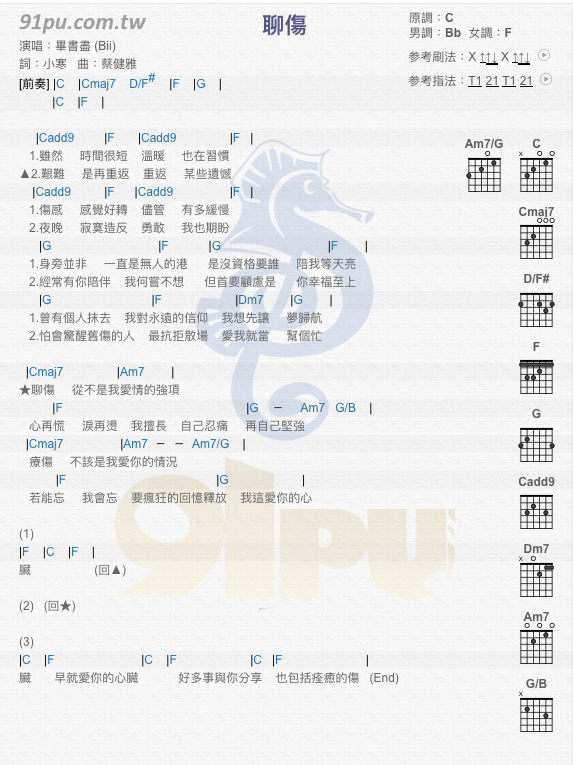 91pu.com.tw
聊傷
原調：C
男調：Bb 女調：F
演唱：畢書盡 (Bii)
詞：小寒 曲：蔡健雅
參考刷法：X ↑↑↓ X ↑↑↓
參考指法：T1 21 T1 21
[前奏] |C |Cmaj7 D/F# |F |G |
|C |F |
|Cadd9 |F |Cadd9 |F |
1.雖然 時間很短 溫暖 也在習慣
▲2.艱難 是再重返 重返 某些遺憾
|Cadd9 |F |Cadd9 |F |
1.傷感 感覺好轉 儘管 有多緩慢
2.夜晚 寂寞造反 勇敢 我也期盼
|G |F |G |F |
1.身旁並非 一直是無人的港 是沒資格要誰 陪我等天亮
2.經常有你陪伴 我何嘗不想 但首要顧慮是 你幸福至上
|G |F |Dm7 |G |
1.曾有個人抹去 我對永遠的信仰 我想先讓 夢歸航
2.怕會驚醒舊傷的人 最抗拒散場 愛我就當 幫個忙
|Cmaj7 |Am7 |
★聊傷 從不是我愛情的強項
|F |G – Am7 G/B |
心再慌 淚再燙 我擅長 自己忍痛 再自己堅強
|Cmaj7 |Am7 – – Am7/G |
療傷 不該是我愛你的情況
|F |G |
若能忘 我會忘 要瘋狂的回憶釋放 我這愛你的心
(1)
|F |C |F |
臟 (回▲)
(2) (回★)
(3)
|C |F |C |F |C |F |
臟 早就愛你的心臟 好多事與你分享 也包括痊癒的傷 (End)
Am7/G C
Cmaj7
D/F#
F
G
Cadd9
Dm7
Am7
G/B
91pu